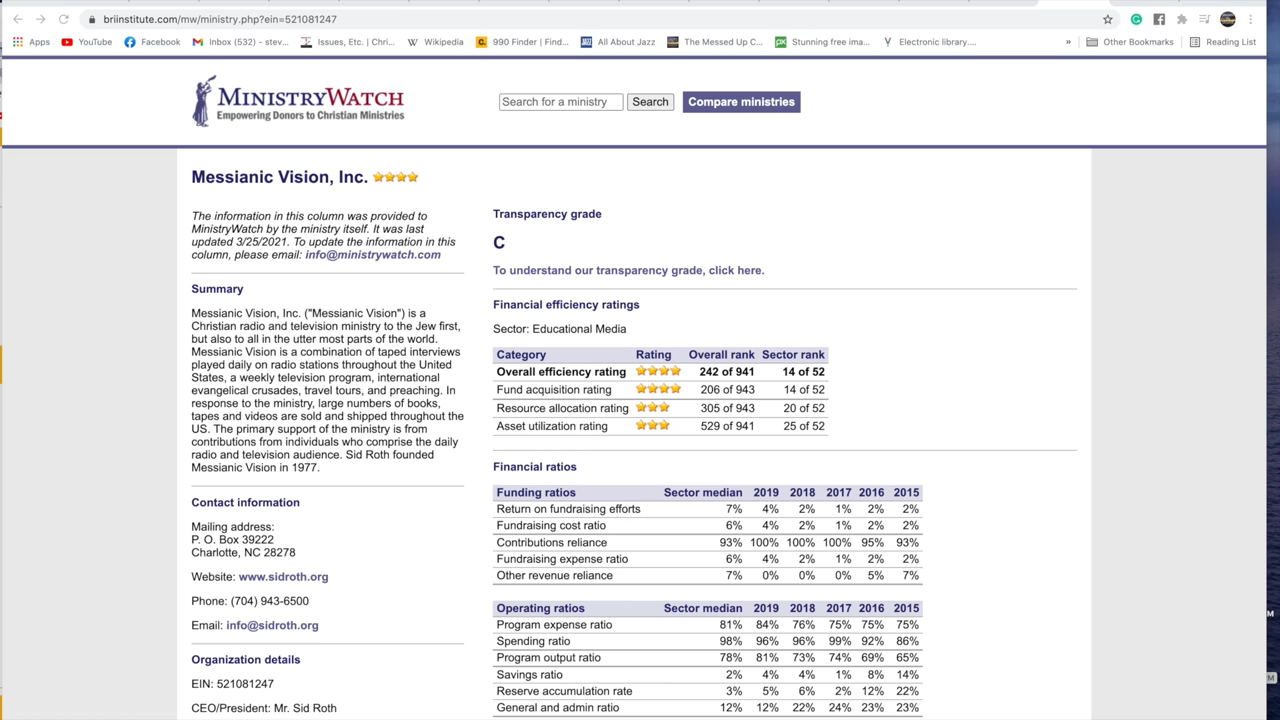 briinstitute.com/mw/ministry.php?ein=521081247
Apps YouTube Facebook Inbox (532) - stev... Issues, Etc. | Chri... Wikipedia 990 Finder | Find... All About Jazz The Messed Up C... Stunning free ima... Electronic library.... » Other Bookmarks Reading List
MINISTRYWATCH
Empowering Donors to Christian Ministries
Search for a ministry Search Compare ministries
Messianic Vision, Inc.
The information in this column was provided to
MinistryWatch by the ministry itself. It was last
updated 3/25/2021. To update the information in this
column, please email: info@ministrywatch.com
Summary
Messianic Vision, Inc. ("Messianic Vision") is a
Christian radio and television ministry to the Jew first,
but also to all in the utter most parts of the world.
Messianic Vision is a combination of taped interviews
played daily on radio stations throughout the United
States, a weekly television program, international
evangelical crusades, travel tours, and preaching. In
response to the ministry, large numbers of books,
tapes and videos are sold and shipped throughout the
US. The primary support of the ministry is from
contributions from individuals who comprise the daily
radio and television audience. Sid Roth founded
Messianic Vision in 1977.
Contact information
Mailing address:
P. O. Box 39222
Charlotte, NC 28278
Website: www.sidroth.org
Phone: (704) 943-6500
Email: info@sidroth.org
Organization details
EIN: 521081247
CEO/President: Mr. Sid Roth
Transparency grade
C
To understand our transparency grade, click here.
Financial efficiency ratings
Sector: Educational Media
Category Rating Overall rank Sector rank
Overall efficiency rating 242 of 941 14 of 52
Fund acquisition rating 206 of 943 14 of 52
Resource allocation rating 305 of 943 20 of 52
Asset utilization rating 529 of 941 25 of 52
Financial ratios
Funding ratios Sector median 2019 2018 2017 2016 2015
Return on fundraising efforts 7% 4% 2% 1% 2% 2%
Fundraising cost ratio 6% 4% 2% 1% 2% 2%
Contributions reliance 93% 100% 100% 100% 95% 93%
Fundraising expense ratio 6% 4% 2% 1% 2% 2%
Other revenue reliance 7% 0% 0% 0% 5% 7%
Operating ratios Sector median 2019 2018 2017 2016 2015
Program expense ratio 81% 84% 76% 75% 75% 75%
Spending ratio 98% 96% 96% 99% 92% 86%
Program output ratio 78% 81% 73% 74% 69% 65%
Savings ratio 2% 4% 4% 1% 8% 14%
Reserve accumulation rate 3% 5% 6% 2% 12% 22%
General and admin ratio 12% 12% 22% 24% 23% 23%